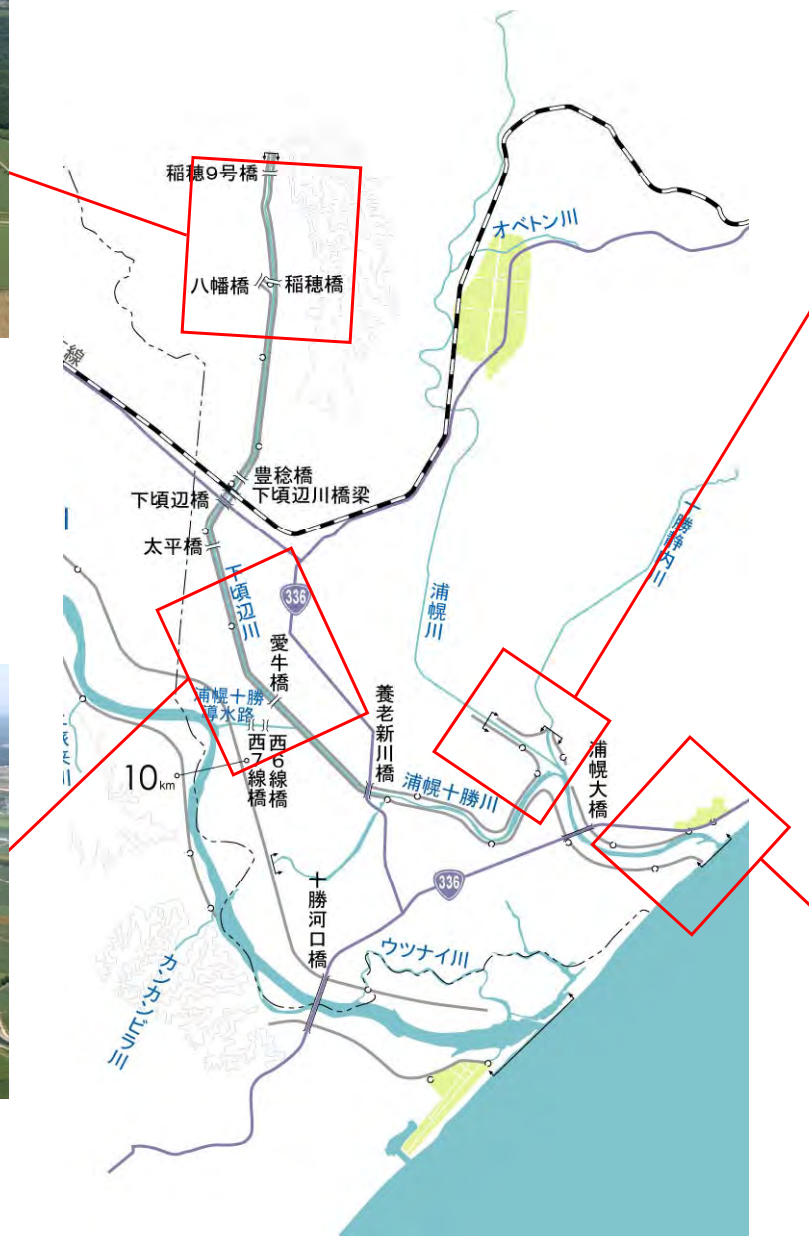 稲穂9号橋
オベトン川
八幡橋
稲穂橋
線
豊稔橋
下頃辺橋
下頃辺川橋梁
太平橋
十勝静内川
川
下頃辺川
336
浦幌川
愛牛橋
浦幌十勝
導水路
養老新川橋
西7線橋
西6線橋
10km
浦幌大橋
浦幌十勝川
336
十勝河口橋
ウツナイ川
カンカンビラ川